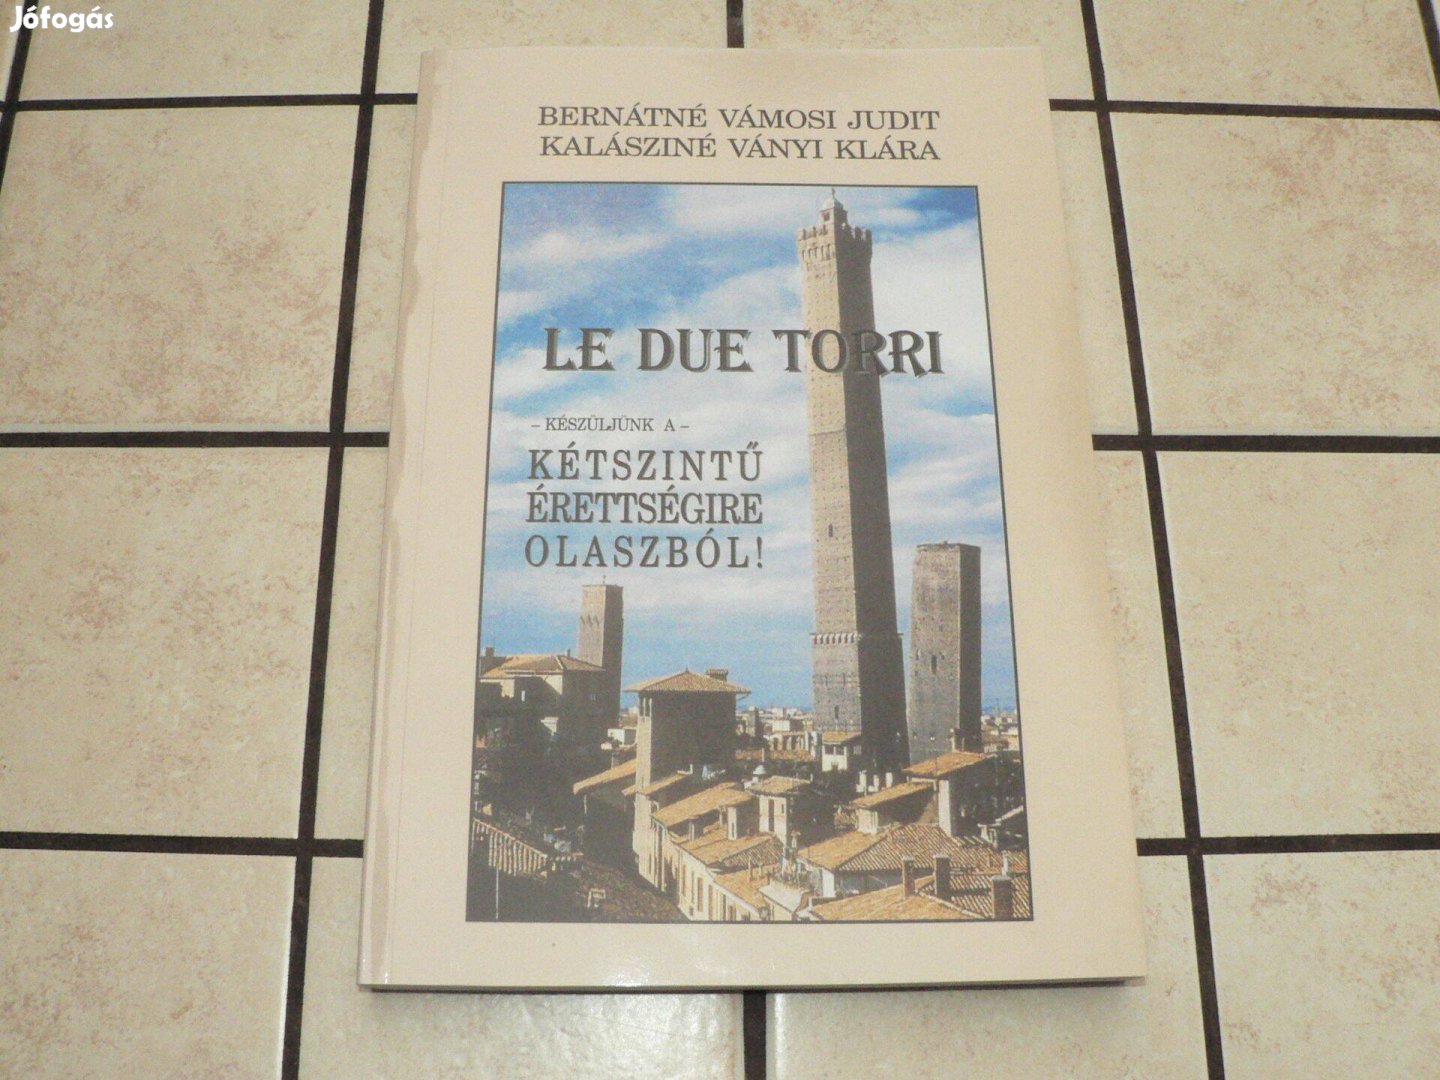 Jófogás
BERNÁTNÉ VÁMOSI JUDIT
KALÁSZINÉ VÁNYI KLÁRA
LE DUE TORRI
– KÉSZÜLJÜNK A –
KÉTSZINTŰ
ÉRETTSÉGIRE
OLASZBÓL!